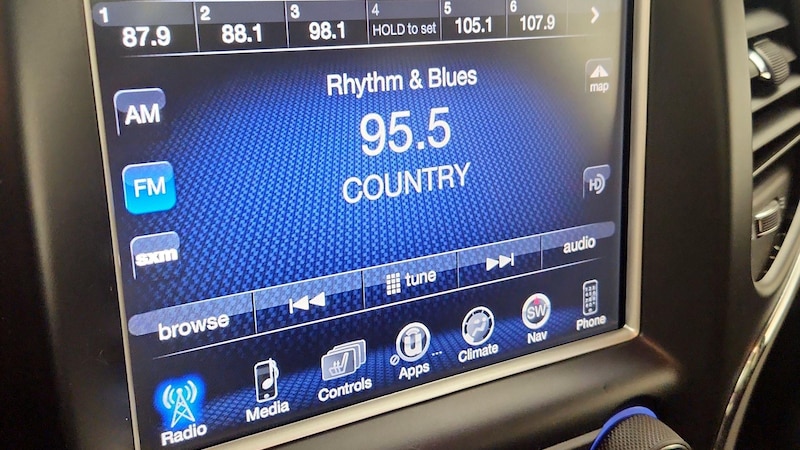 1 87.9 2 88.1 3 98.1 4 HOLD to set 5 105.1 6 107.9
Rhythm & Blues
map
AM
95.5
FM
COUNTRY
HD
sxm
browse tune audio
Radio Media Controls Apps Climate SW Nav Phone